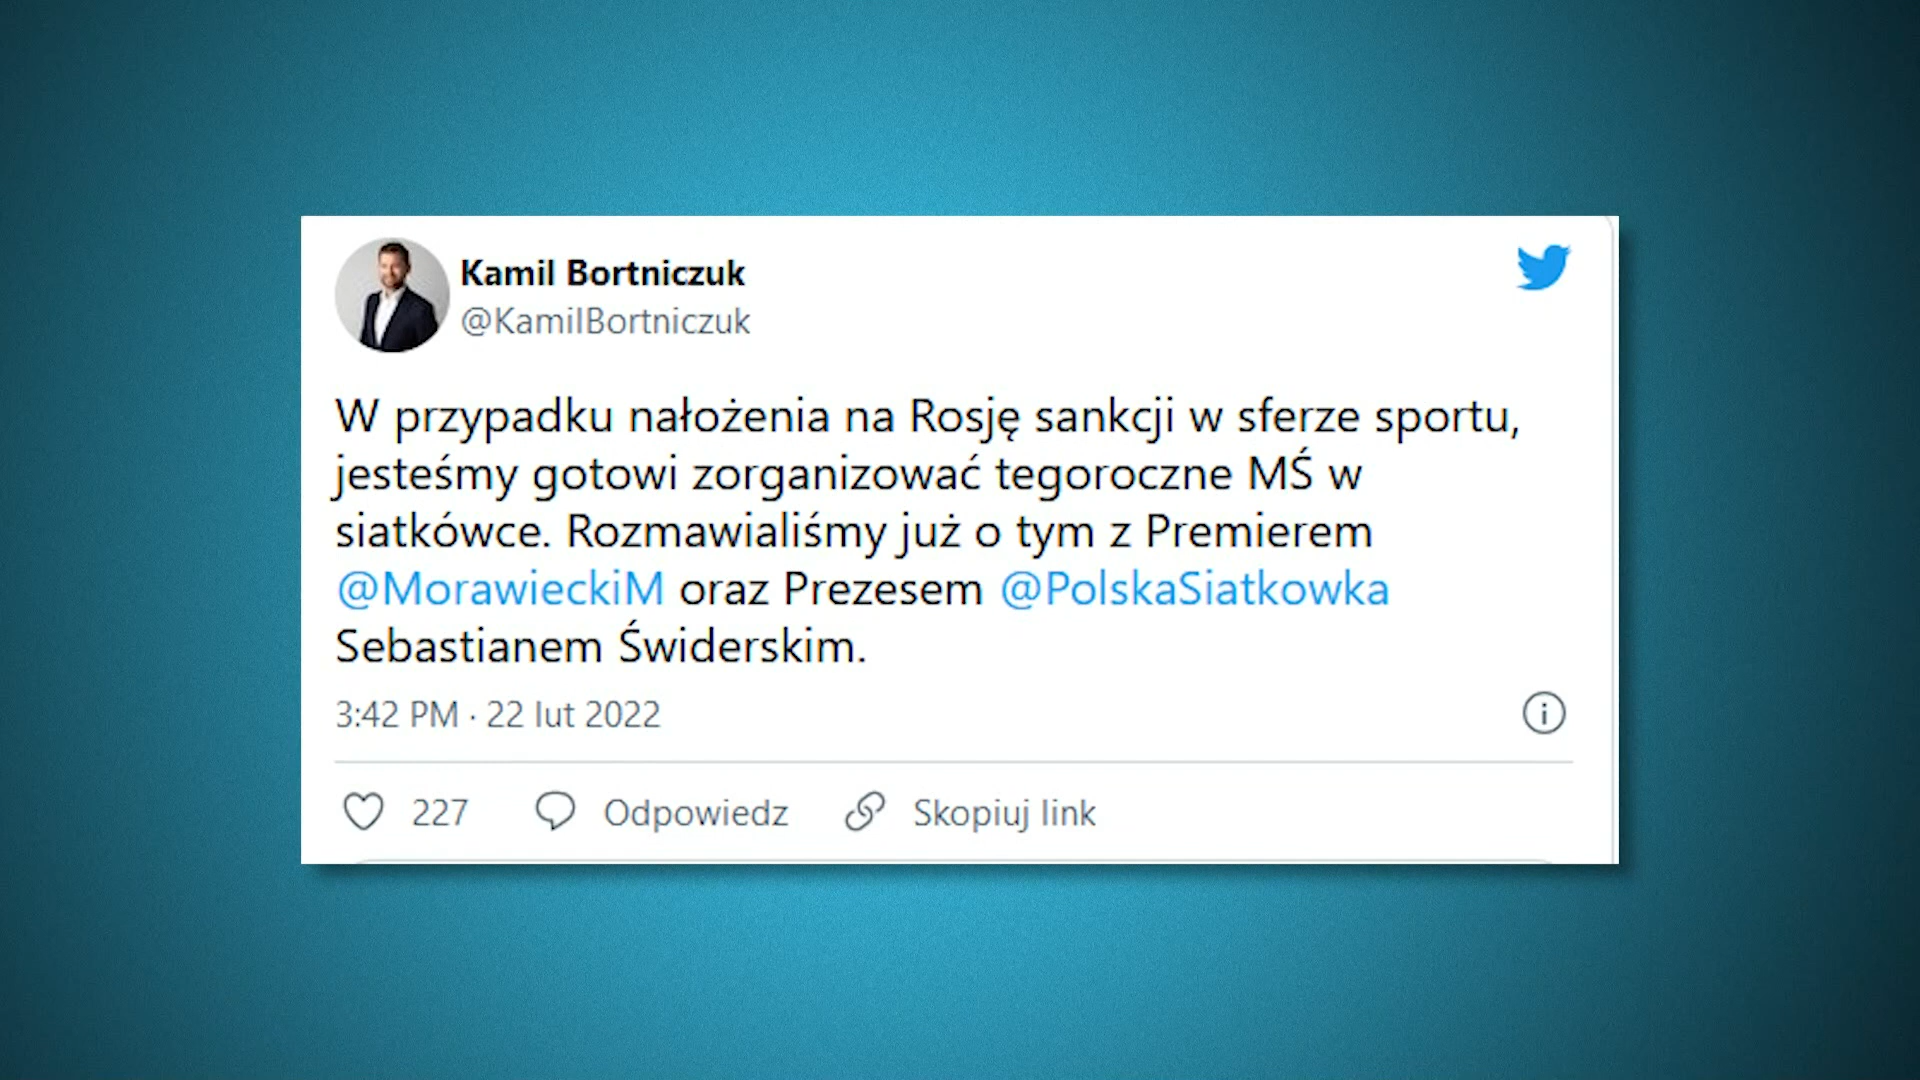 Kamil Bortniczuk
@KamilBortniczuk
W przypadku nałożenia na Rosję sankcji w sferze sportu,
jesteśmy gotowi zorganizować tegoroczne MŚ w
siatkówce. Rozmawialiśmy już o tym z Premierem
@MorawieckiM oraz Prezesem @PolskaSiatkowka
Sebastianem Świderskim.
3:42 PM · 22 lut 2022
227 Odpowiedz Skopiuj link